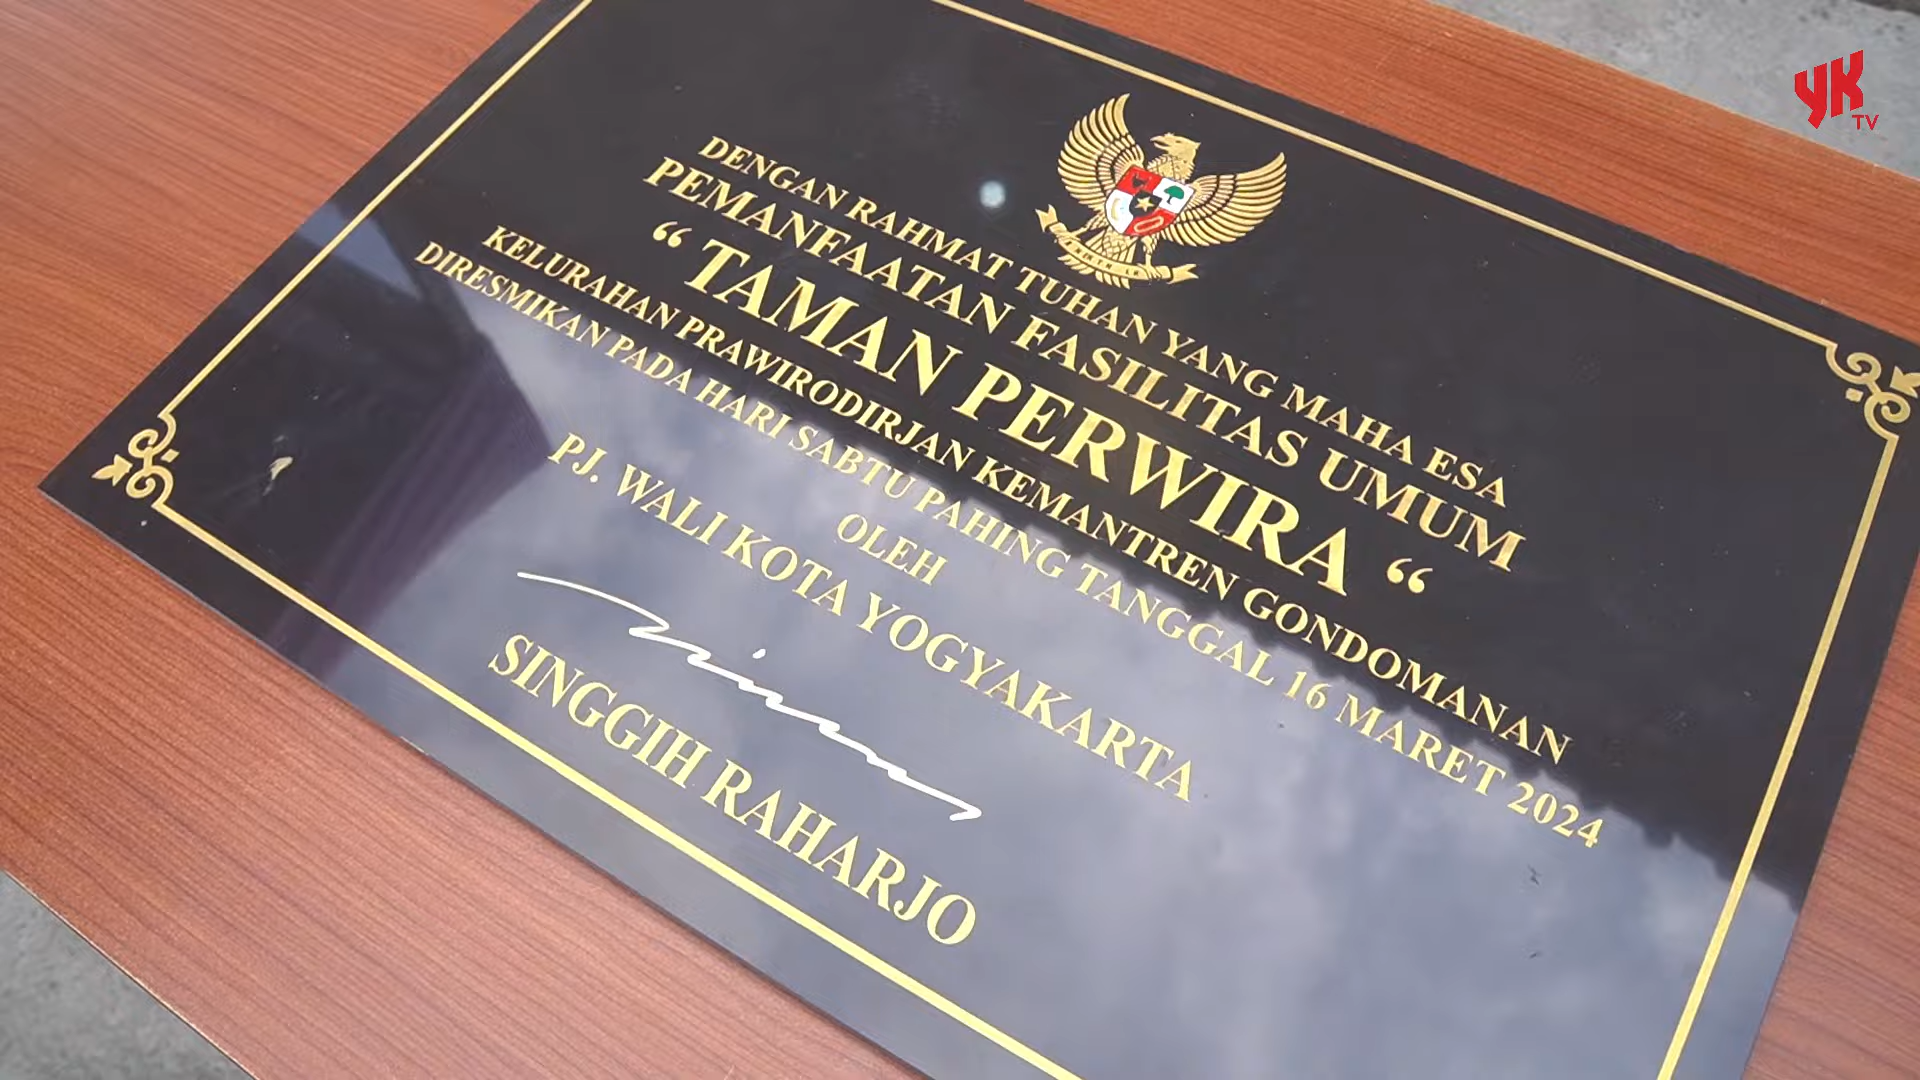 DENGAN RAHMAT TUHAN YANG MAHA ESA
PEMANFAATAN FASILITAS UMUM
“ TAMAN PERWIRA “
KELURAHAN PRAWIRODIRJAN KEMANTREN GONDOMANAN
DIRESMIKAN PADA HARI SABTU PAHING TANGGAL 16 MARET 2024
OLEH
PJ. WALI KOTA YOGYAKARTA
SINGGIH RAHARJO
YK
TV